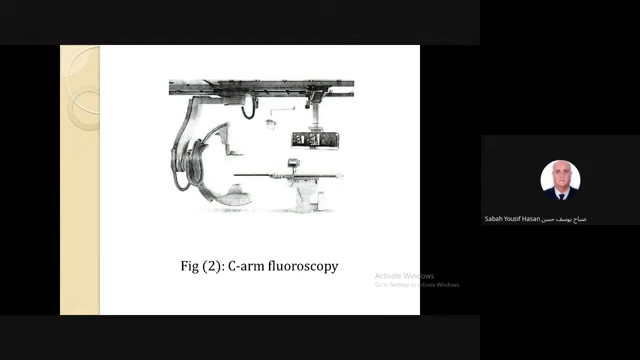 Fig (2): C-arm fluoroscopy
Activate Windows
Go to Settings to activate Windows.
Sabah Yousif Hasan صباح يوسف حسن